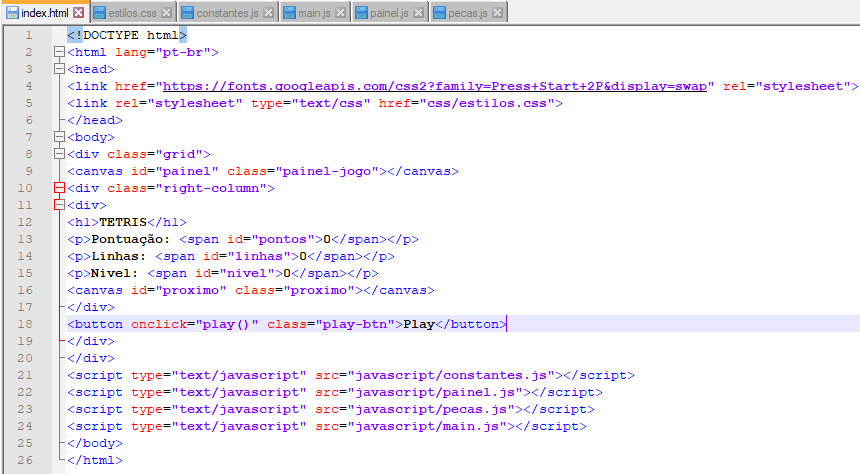 index.html estilos.css constantes.js main.js painel.js pecas.js
1 <!DOCTYPE html>
2 <html lang="pt-br">
3 <head>
4 <link href="https://fonts.googleapis.com/css2?family=Press+Start+2P&display=swap" rel="stylesheet">
5 <link rel="stylesheet" type="text/css" href="css/estilos.css">
6 </head>
7 <body>
8 <div class="grid">
9 <canvas id="painel" class="painel-jogo"></canvas>
10 <div class="right-column">
11 <div>
12 <h1>TETRIS</h1>
13 <p>Pontuação: <span id="pontos">0</span></p>
14 <p>Linhas: <span id="linhas">0</span></p>
15 <p>Nivel: <span id="nivel">0</span></p>
16 <canvas id="proximo" class="proximo"></canvas>
17 </div>
18 <button onclick="play()" class="play-btn">Play</button>
19 </div>
20 </div>
21 <script type="text/javascript" src="javascript/constantes.js"></script>
22 <script type="text/javascript" src="javascript/painel.js"></script>
23 <script type="text/javascript" src="javascript/pecas.js"></script>
24 <script type="text/javascript" src="javascript/main.js"></script>
25 </body>
26 </html>